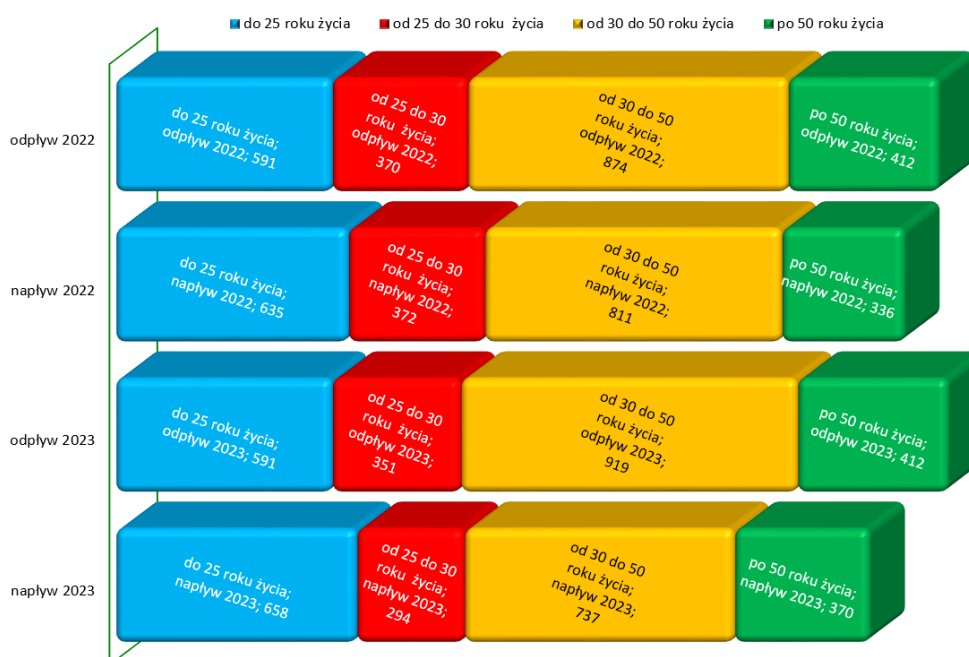 do 25 roku życia od 25 do 30 roku  życia od 30 do 50 roku życia po 50 roku życia
odpływ 2022
do 25 roku życia;
odpływ 2022; 591
od 25 do 30
roku  życia;
odpływ 2022;
370
od 30 do 50
roku życia;
odpływ 2022;
874
po 50 roku życia;
odpływ 2022; 412
napływ 2022
do 25 roku życia;
napływ 2022; 635
od 25 do 30
roku  życia;
napływ 2022;
372
od 30 do 50
roku życia;
napływ 2022;
811
po 50 roku życia;
napływ 2022; 336
odpływ 2023
do 25 roku życia;
odpływ 2023; 591
od 25 do 30
roku  życia;
odpływ 2023;
351
od 30 do 50
roku życia;
odpływ 2023;
919
po 50 roku życia;
odpływ 2023; 412
napływ 2023
do 25 roku życia;
napływ 2023; 658
od 25 do 30
roku  życia;
napływ 2023;
294
od 30 do 50
roku życia;
napływ 2023;
737
po 50 roku życia;
napływ 2023; 370